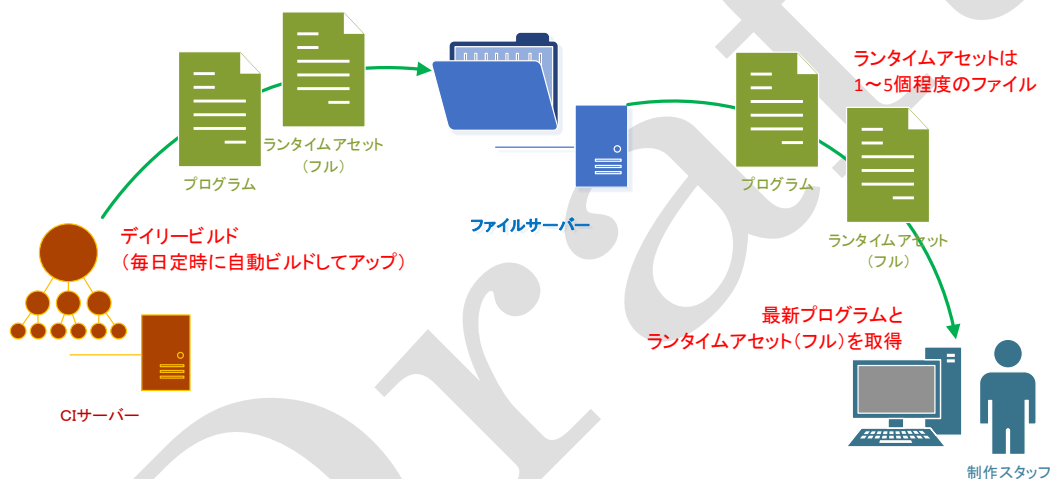 ランタイムアセット
（フル）
プログラム
デイリービルド
（毎日定時に自動ビルドしてアップ）
CIサーバー
ファイルサーバー
ランタイムアセットは
1～5個程度のファイル
プログラム
ランタイムアセット
（フル）
最新プログラムと
ランタイムアセット（フル）を取得
制作スタッフ
Draft